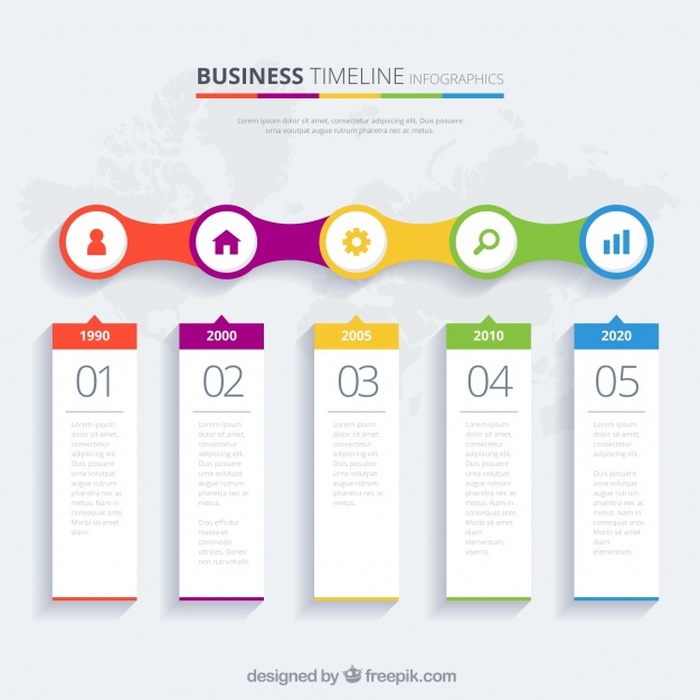 BUSINESS TIMELINE INFOGRAPHICS
Lorem ipsum dolor sit amet, consectetur adipiscing elit. Duis posuere
urna volutpat augue rutrum pharetra nec ac metus.
1990
01
Lorem ipsum
dolor sit amet,
consectetur
adipiscing elit.
Duis posuere
urna volutpat
augue rutrum
pharetra nec ac
metus. Nam in
consequat ante.
Morbi sit amet
diam.
2000
02
Lorem ipsum
dolor sit amet,
consectetur
adipiscing elit.
Duis posuere
urna volutpat
augue rutrum
pharetra nec ac
metus.
Cras efficitur
massa et
commodo
ultrices. Donec
non rutrum elit.
2005
03
Lorem ipsum
dolor sit amet,
consectetur
adipiscing elit.
Duis posuere
urna volutpat
augue rutrum
pharetra nec ac
metus.
2010
04
Lorem ipsum
dolor sit amet,
consectetur
adipiscing elit.
Duis posuere
urna volutpat
augue rutrum
pharetra nec ac
metus. Nam in
consequat ante.
Morbi sit amet
diam
elementum,
viverra.
2020
05
Lorem ipsum
dolor sit amet,
consectetur
adipiscing elit.
Duis posuere
urna volutpat
augue rutrum
pharetra nec ac
metus. Nam in
consequat ante.
Morbi sit amet
diam
elementum.
designed by freepik.com